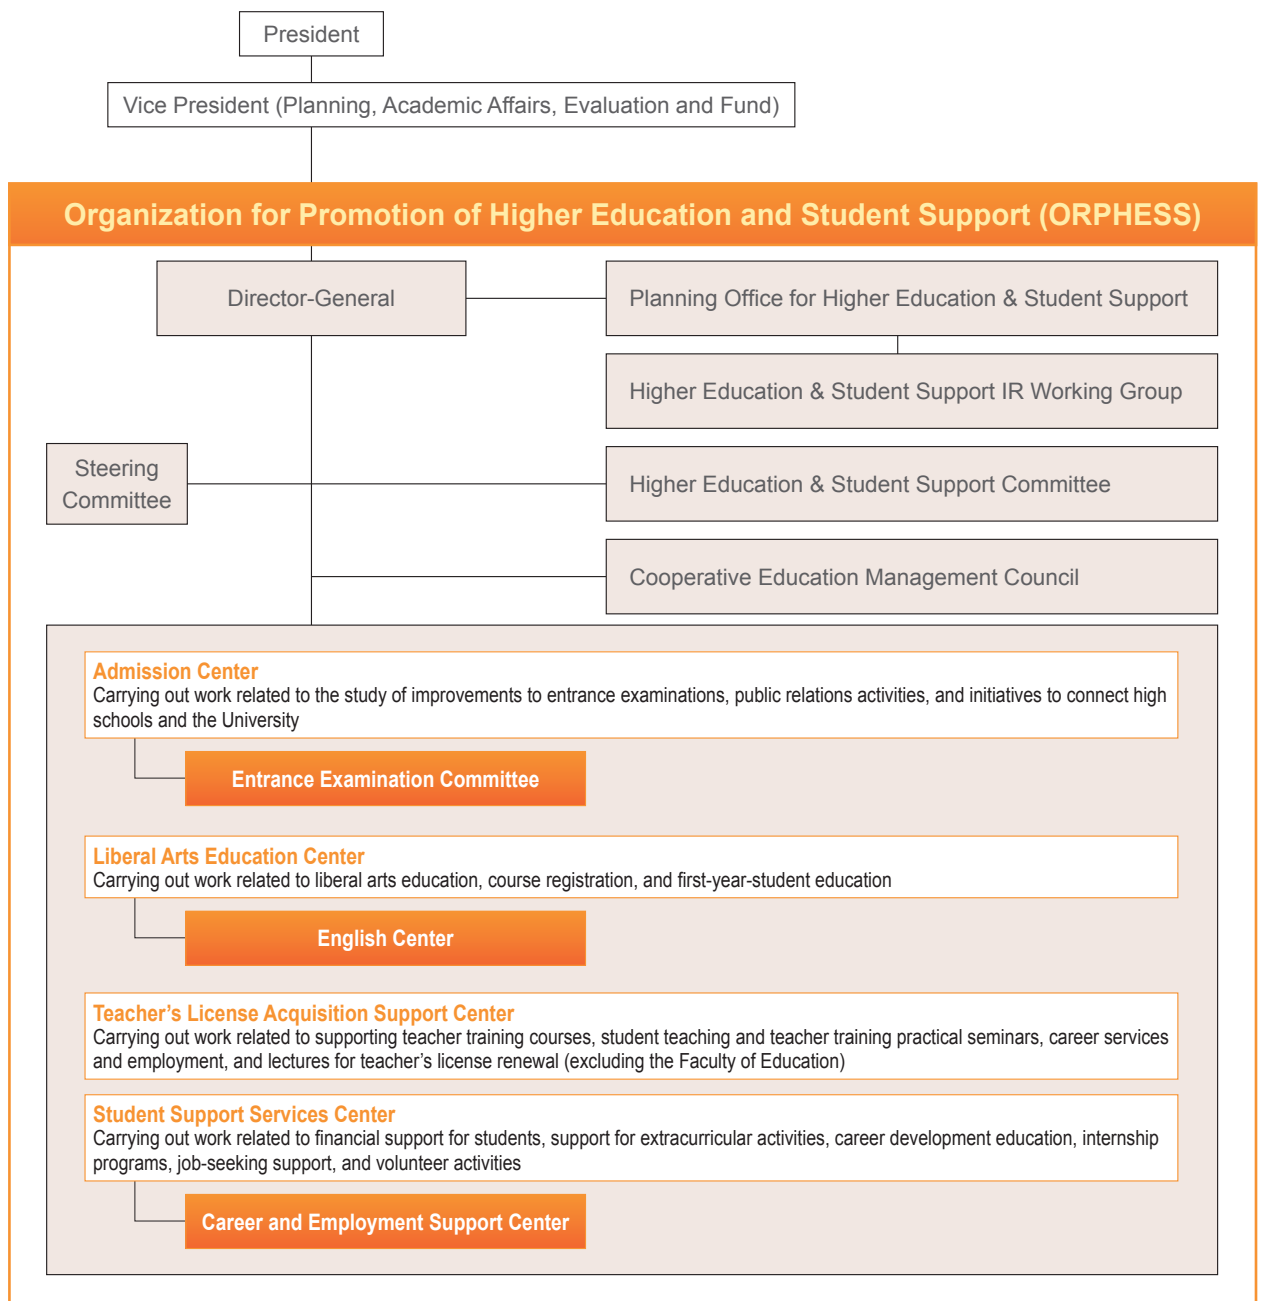 President
Vice President (Planning, Academic Affairs, Evaluation and Fund)
Organization for Promotion of Higher Education and Student Support (ORPHESS)
Director-General
Planning Office for Higher Education & Student Support
Higher Education & Student Support IR Working Group
Steering
Committee
Higher Education & Student Support Committee
Cooperative Education Management Council
Admission Center
Carrying out work related to the study of improvements to entrance examinations, public relations activities, and initiatives to connect high
schools and the University
Entrance Examination Committee
Liberal Arts Education Center
Carrying out work related to liberal arts education, course registration, and first-year-student education
English Center
Teacher’s License Acquisition Support Center
Carrying out work related to supporting teacher training courses, student teaching and teacher training practical seminars, career services
and employment, and lectures for teacher’s license renewal (excluding the Faculty of Education)
Student Support Services Center
Carrying out work related to financial support for students, support for extracurricular activities, career development education, internship
programs, job-seeking support, and volunteer activities
Career and Employment Support Center